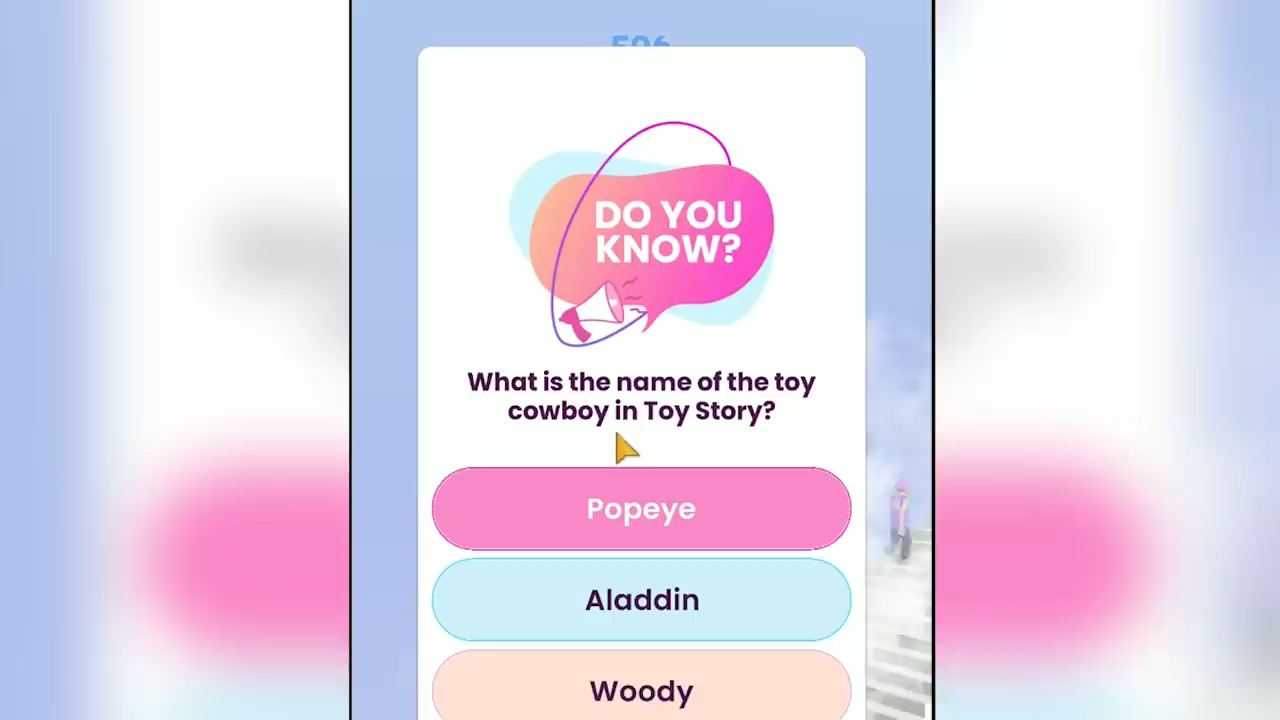 DO YOU
KNOW?
What is the name of the toy
cowboy in Toy Story?
Popeye
Aladdin
Woody